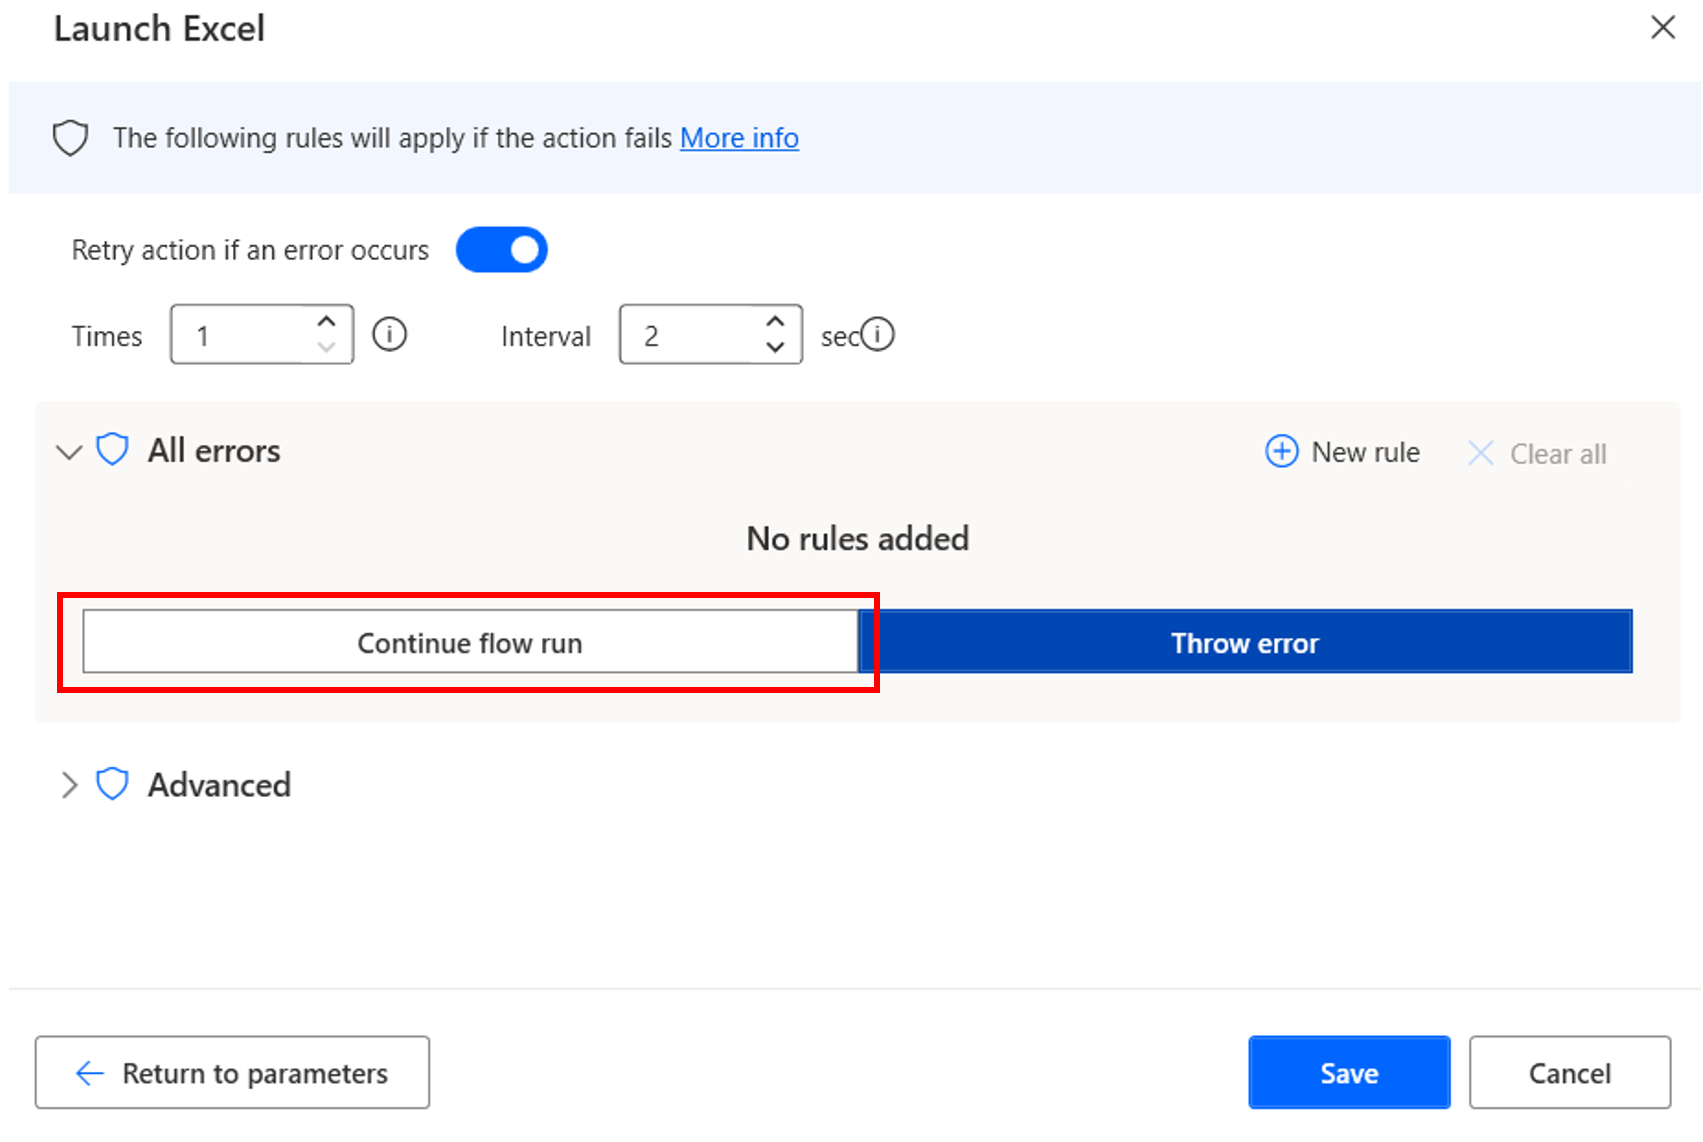 Launch Excel
The following rules will apply if the action fails More info
Retry action if an error occurs
Times 1 Interval 2 sec
All errors New rule Clear all
No rules added
Continue flow run Throw error
Advanced
Return to parameters Save Cancel